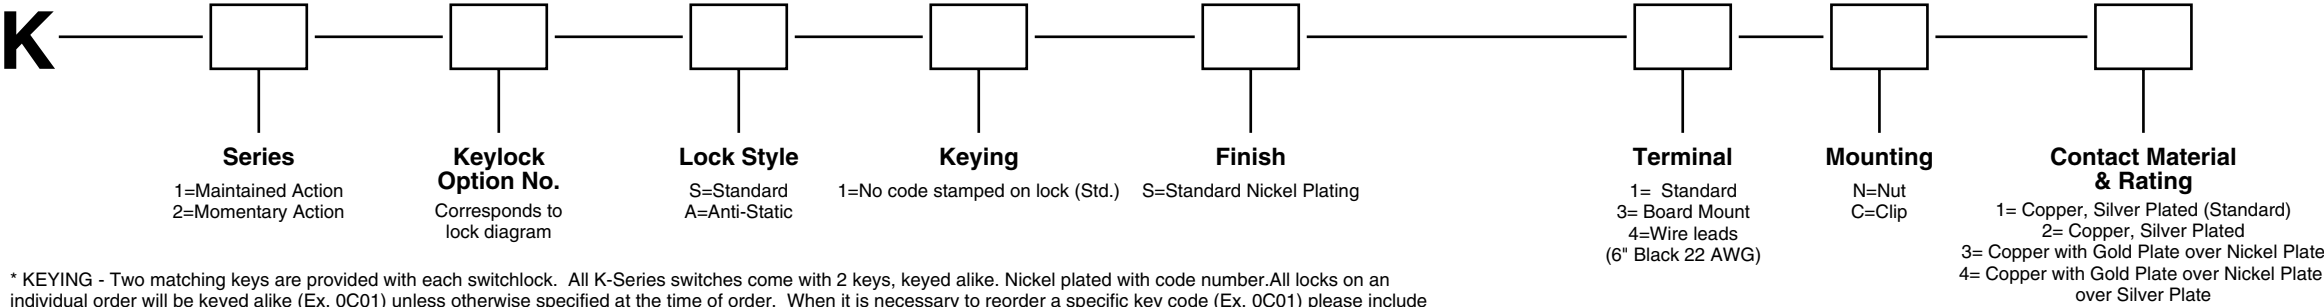 K
Series
1=Maintained Action
2=Momentary Action
Keylock
Option No.
Corresponds to
lock diagram
Lock Style
S=Standard
A=Anti-Static
Keying
1=No code stamped on lock (Std.)
Finish
S=Standard Nickel Plating
Terminal
1= Standard
3= Board Mount
4=Wire leads
(6" Black 22 AWG)
Mounting
N=Nut
C=Clip
Contact Material
& Rating
1= Copper, Silver Plated (Standard)
2= Copper, Silver Plated
3= Copper with Gold Plate over Nickel Plate
4= Copper with Gold Plate over Nickel Plate
over Silver Plate
* KEYING - Two matching keys are provided with each switchlock. All K-Series switches come with 2 keys, keyed alike. Nickel plated with code number.All locks on an
individual order will be keyed alike (Ex. 0C01) unless otherwise specified at the time of order. When it is necessary to reorder a specific key code (Ex. 0C01) please include